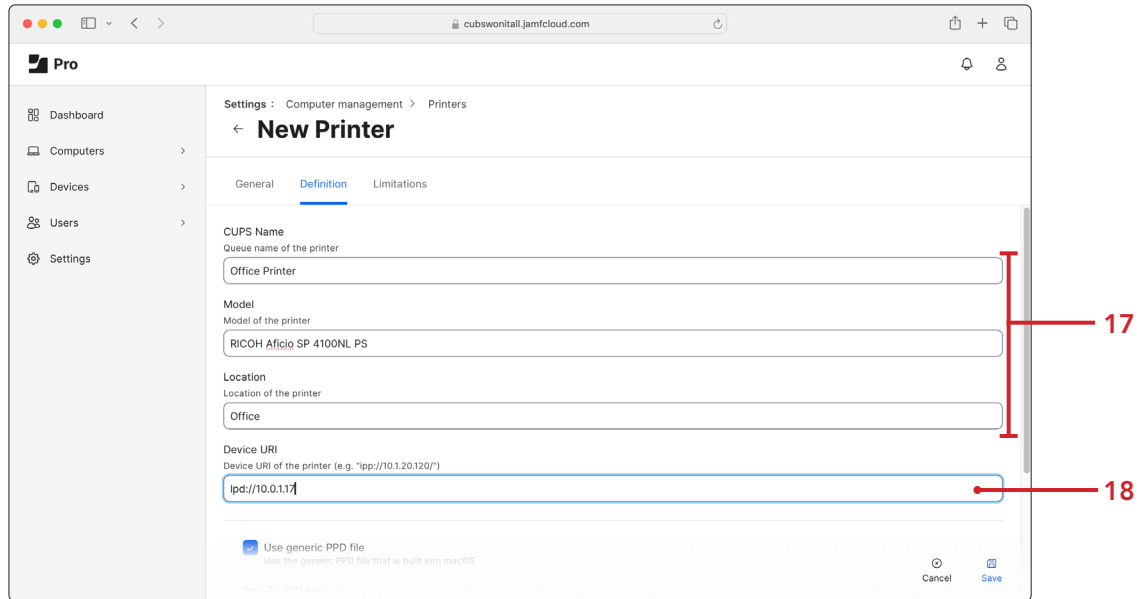 cubswonitall.jamfcloud.com
Pro
Dashboard
Computers
Devices
Users
Settings
Settings : Computer management > Printers
← New Printer
General Definition Limitations
CUPS Name
Queue name of the printer
Office Printer
Model
Model of the printer
RICOH Aficio SP 4100NL PS
Location
Location of the printer
Office
17
Device URI
Device URI of the printer (e.g. "ipp://10.1.20.120/")
lpd://10.0.1.17
18
Use generic PPD file
Use the generic PPD file that is built into macOS
Cancel Save